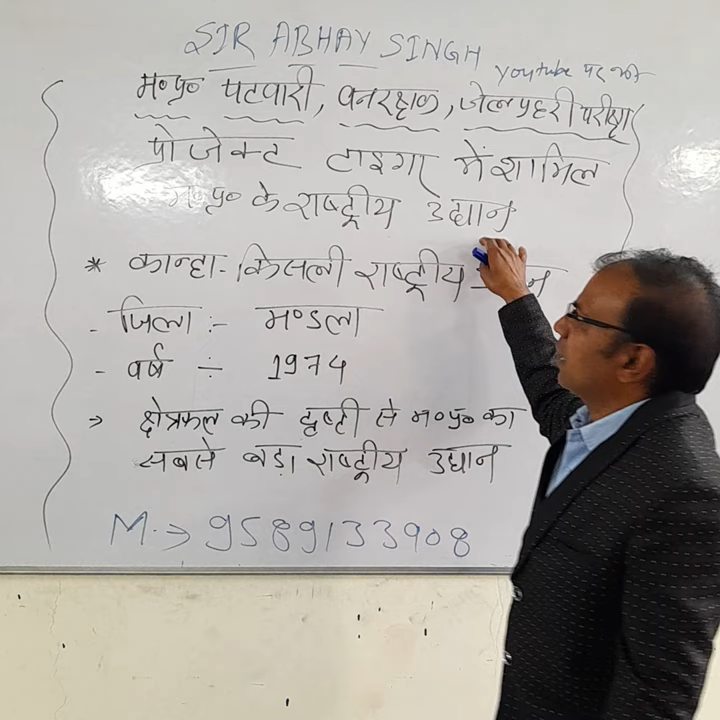 SIR ABHAY SINGH
Youtube पर भी
म०प्र० पटवारी, वनरक्षक, जेल प्रहरी परीक्षा
प्रोजेक्ट टाइगर में शामिल
म०प्र० के राष्ट्रीय उद्यान
* कान्हा-किसली राष्ट्रीय न
- जिला :- मण्डला
- वर्ष ÷ 1974
→ क्षेत्रफल की दृष्टी से म०प्र० का
सबसे बड़ा राष्ट्रीय उद्यान
M. → 9589133908